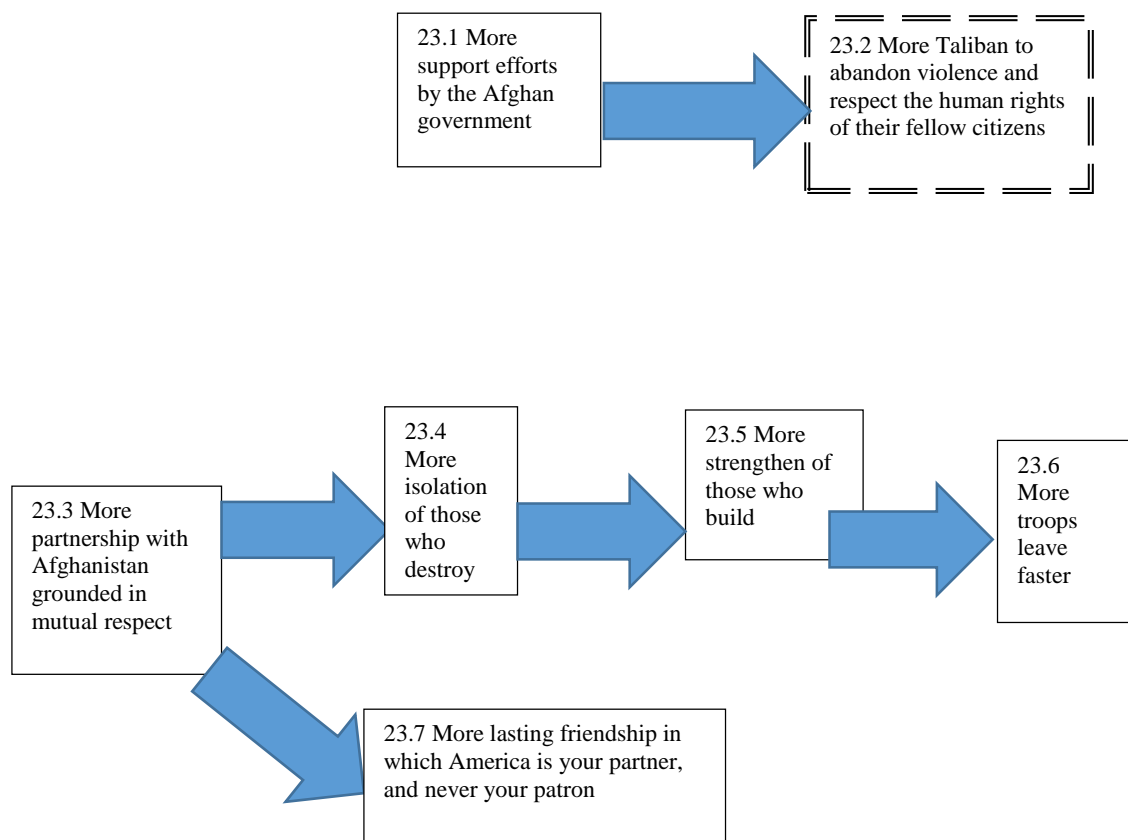 23.1 More
support efforts
by the Afghan
government
23.2 More Taliban to
abandon violence and
respect the human rights
of their fellow citizens
23.3 More
partnership with
Afghanistan
grounded in
mutual respect
23.4
More
isolation
of those
who
destroy
23.5 More
strengthen of
those who
build
23.6
More
troops
leave
faster
23.7 More lasting friendship in
which America is your partner,
and never your patron